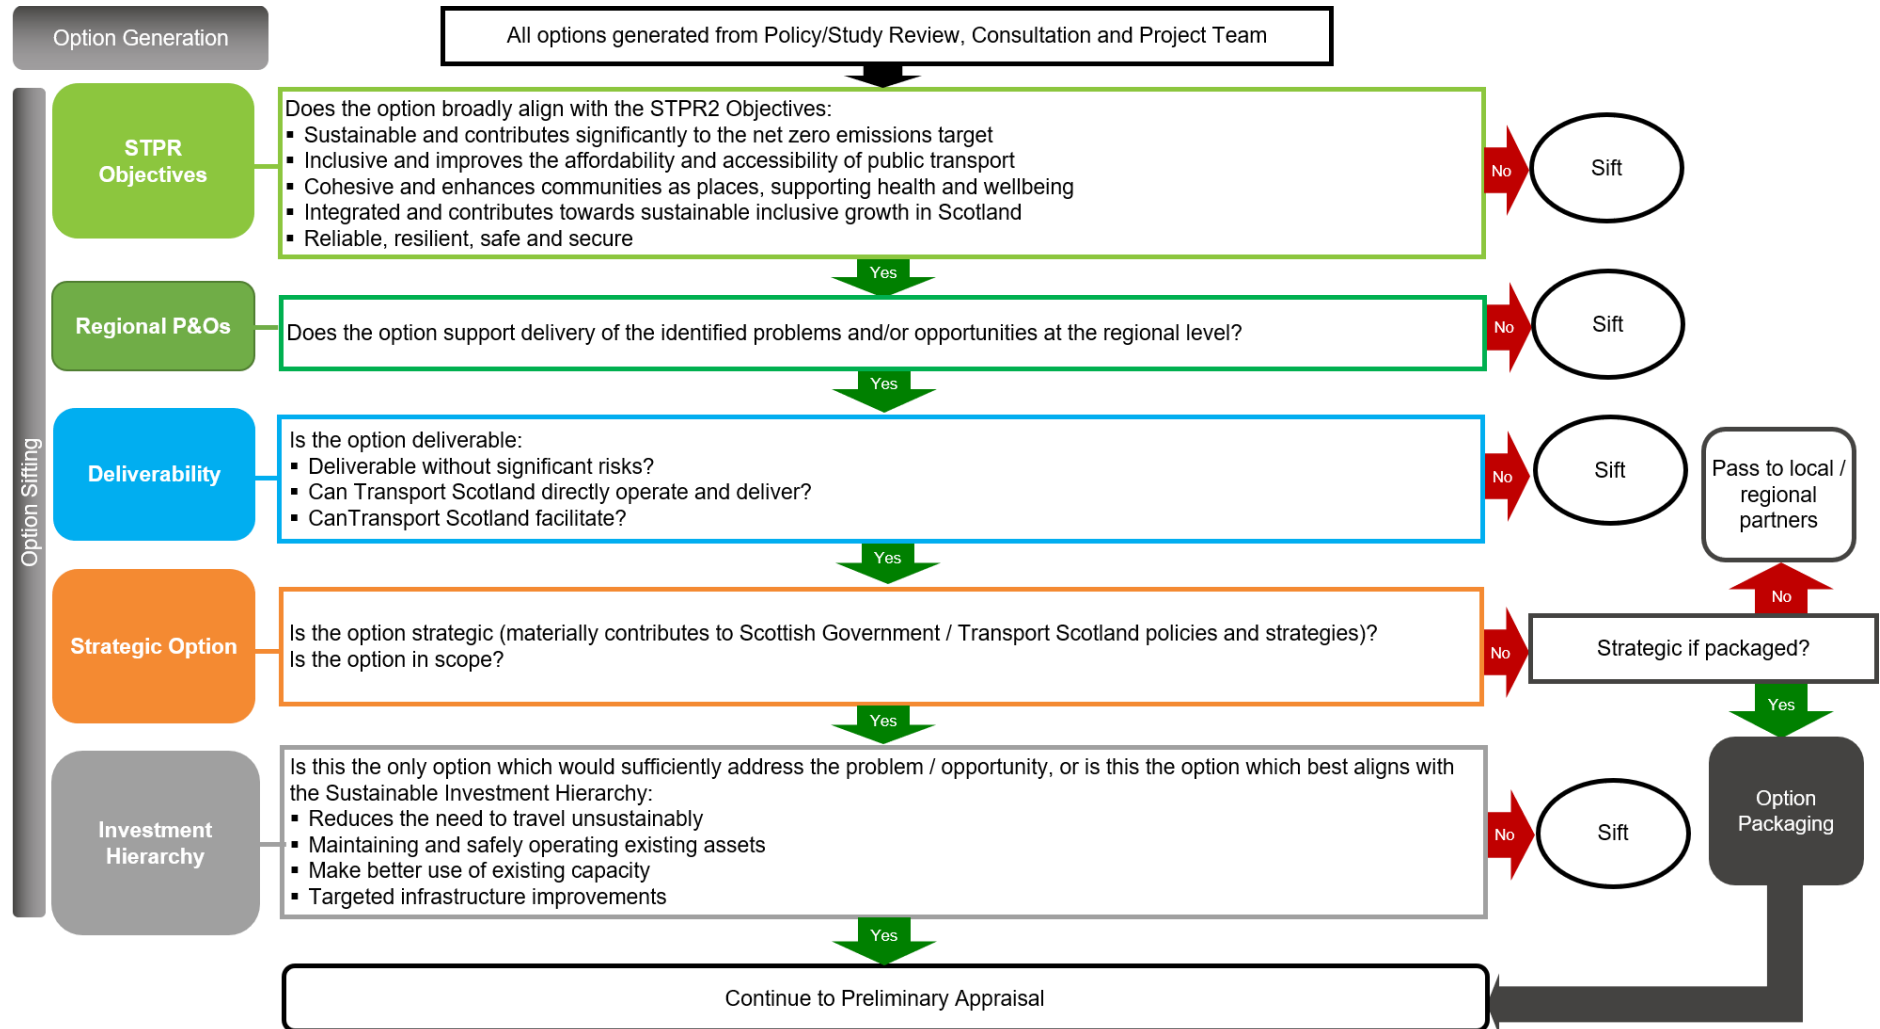 Option Generation
All options generated from Policy/Study Review, Consultation and Project Team
Option Sifting
STPR
Objectives
Does the option broadly align with the STPR2 Objectives:
▪ Sustainable and contributes significantly to the net zero emissions target
▪ Inclusive and improves the affordability and accessibility of public transport
▪ Cohesive and enhances communities as places, supporting health and wellbeing
▪ Integrated and contributes towards sustainable inclusive growth in Scotland
▪ Reliable, resilient, safe and secure
No
Sift
Yes
Regional P&Os
Does the option support delivery of the identified problems and/or opportunities at the regional level?
No
Sift
Yes
Deliverability
Is the option deliverable:
▪ Deliverable without significant risks?
▪ Can Transport Scotland directly operate and deliver?
▪ CanTransport Scotland facilitate?
No
Sift
Yes
Pass to local /
regional
partners
No
Strategic Option
Is the option strategic (materially contributes to Scottish Government / Transport Scotland policies and strategies)?
Is the option in scope?
No
Strategic if packaged?
Yes
Yes
Investment
Hierarchy
Is this the only option which would sufficiently address the problem / opportunity, or is this the option which best aligns with
the Sustainable Investment Hierarchy:
▪ Reduces the need to travel unsustainably
▪ Maintaining and safely operating existing assets
▪ Make better use of existing capacity
▪ Targeted infrastructure improvements
No
Sift
Option
Packaging
Yes
Continue to Preliminary Appraisal